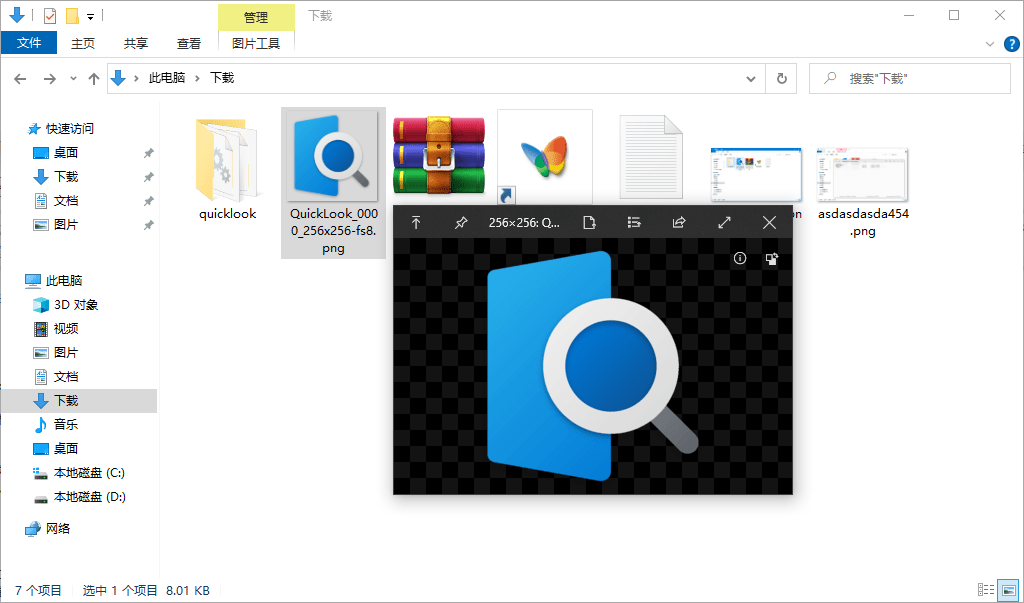 管理
下载
文件
主页
共享
查看
图片工具
此电脑
下载
搜索"下载"
快速访问
桌面
下载
文档
图片
此电脑
3D 对象
视频
图片
文档
下载
音乐
桌面
本地磁盘 (C:)
本地磁盘 (D:)
网络
quicklook
QuickLook_000
0_256x256-fs8.
png
on
asdasdasda454
.png
256×256: Q...
7 个项目
选中 1 个项目
8.01 KB